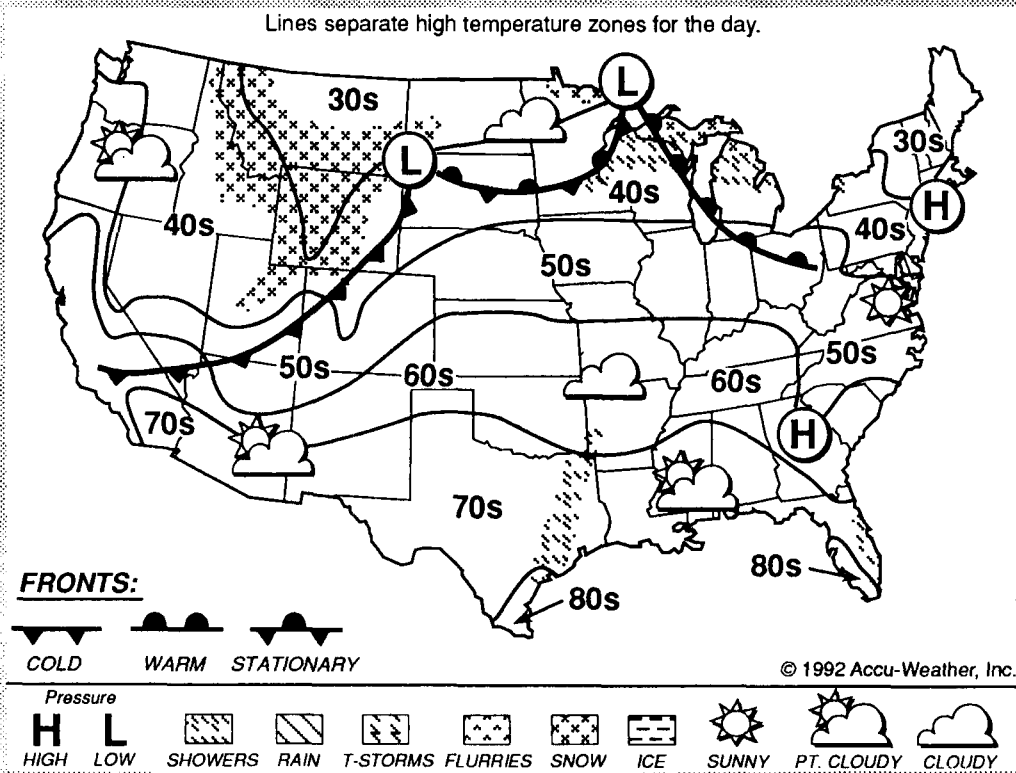 Lines separate high temperature zones for the day.
L
30s
30s
L
H
40s
40s
40s
50s
50s
50s
60s
60s
70s
H
70s
80s
80s
FRONTS:
COLD WARM STATIONARY
© 1992 Accu-Weather, Inc.
Pressure
H L
HIGH LOW SHOWERS RAIN T-STORMS FLURRIES SNOW ICE SUNNY PT. CLOUDY CLOUDY